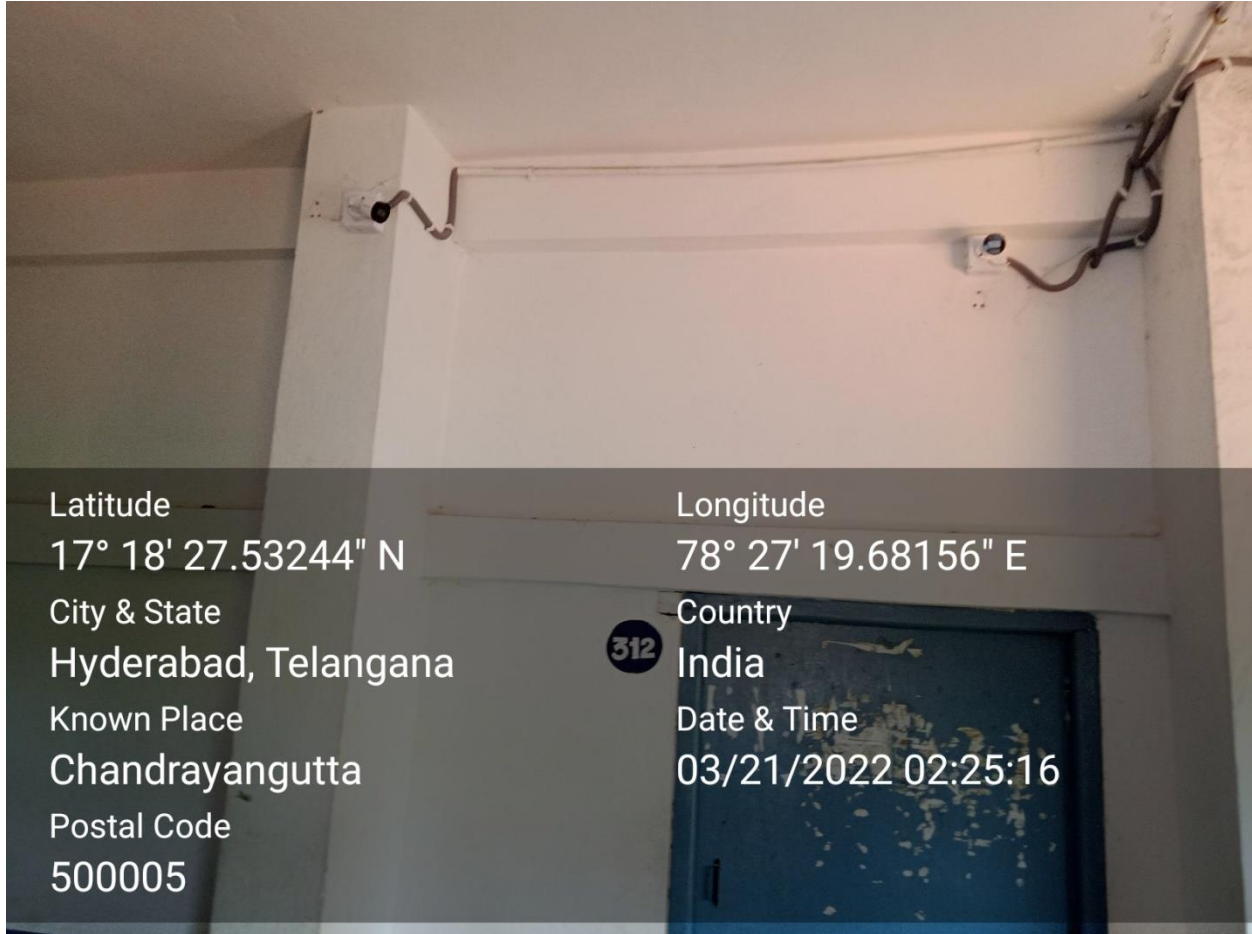 Latitude
17° 18' 27.53244" N
City & State
Hyderabad, Telangana
Known Place
Chandrayangutta
Postal Code
500005
Longitude
78° 27' 19.68156" E
Country
India
Date & Time
03/21/2022 02:25:16
312